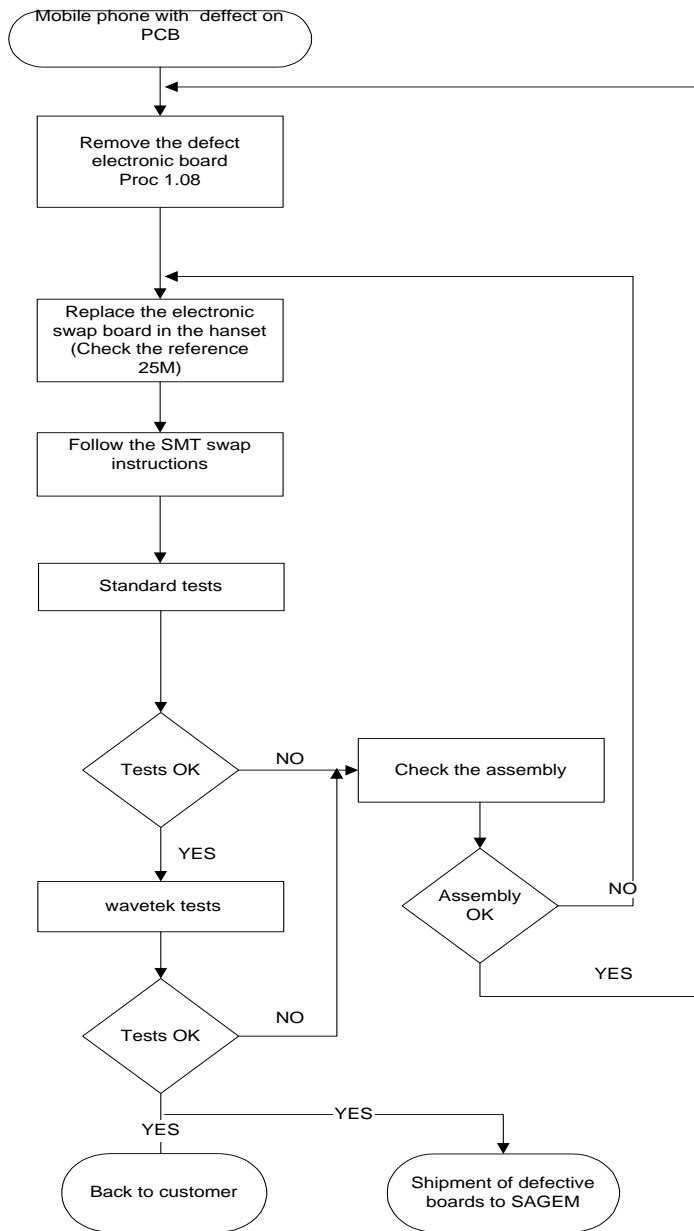 Mobile phone with deffect on
PCB
Remove the defect
electronic board
Proc 1.08
Replace the electronic
swap board in the hanset
(Check the reference
25M)
Follow the SMT swap
instructions
Standard tests
Tests OK
NO
Check the assembly
YES
wavetek tests
Assembly
OK
NO
YES
Tests OK
NO
YES
YES
Back to customer
Shipment of defective
boards to SAGEM